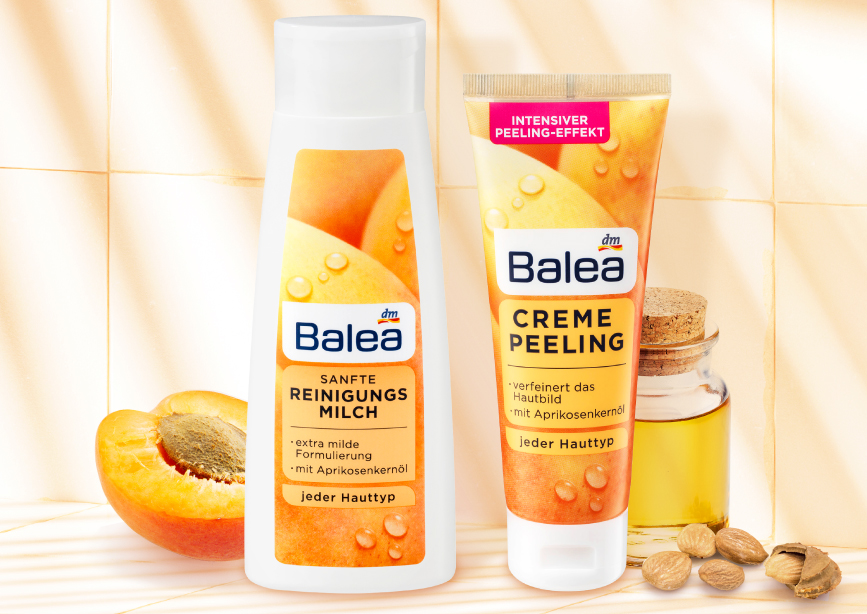 dm
Balea
SANFTE
REINIGUNGS
MILCH
· extra milde
Formulierung
· mit Aprikosenkernöl
jeder Hauttyp
INTENSIVER
PEELING-EFFEKT
dm
Balea
CREME
PEELING
· verfeinert das
Hautbild
· mit Aprikosenkernöl
jeder Hauttyp